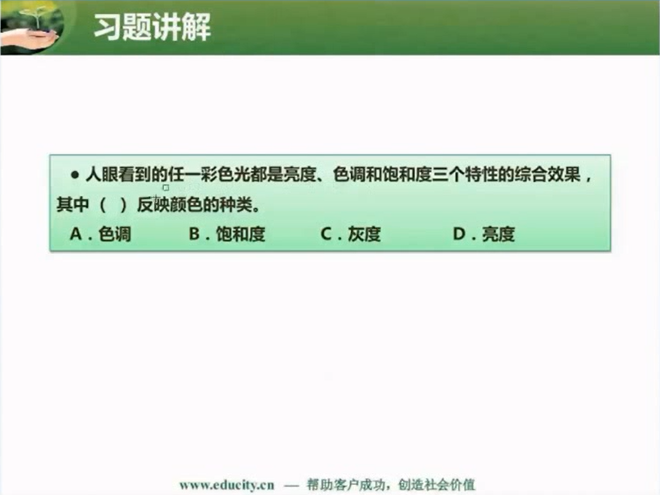 习题讲解
● 人眼看到的任一彩色光都是亮度、色调和饱和度三个特性的综合效果，
其中（ ）反映颜色的种类。
A．色调 B．饱和度 C．灰度 D．亮度
www.educity.cn — 帮助客户成功，创造社会价值